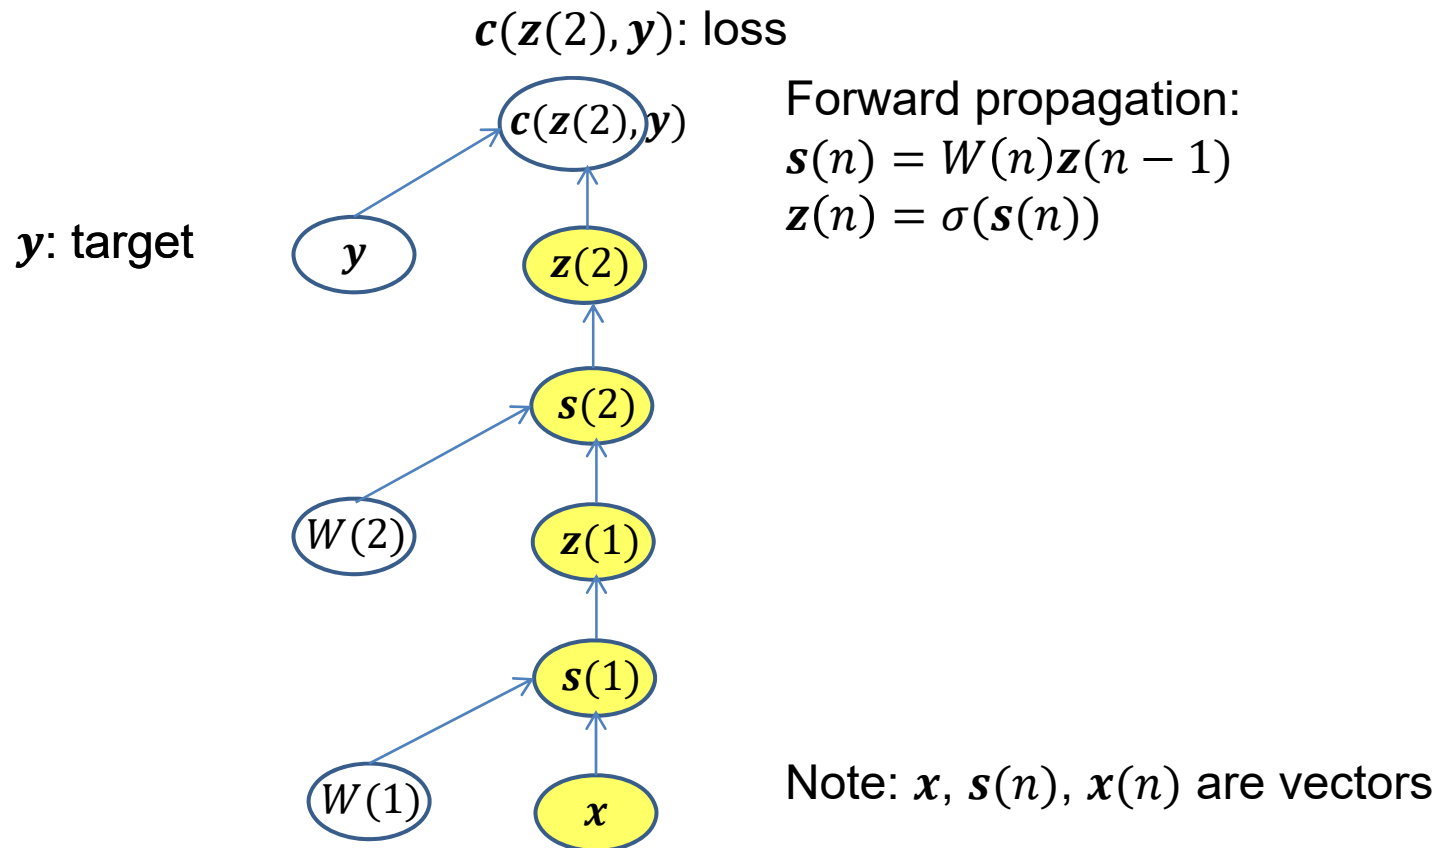 c(z(2), y): loss
c(z(2),y)
Forward propagation:
s(n) = W(n)z(n − 1)
z(n) = σ(s(n))
y: target
y
z(2)
s(2)
W(2)
z(1)
s(1)
W(1)
x
Note: x, s(n), x(n) are vectors